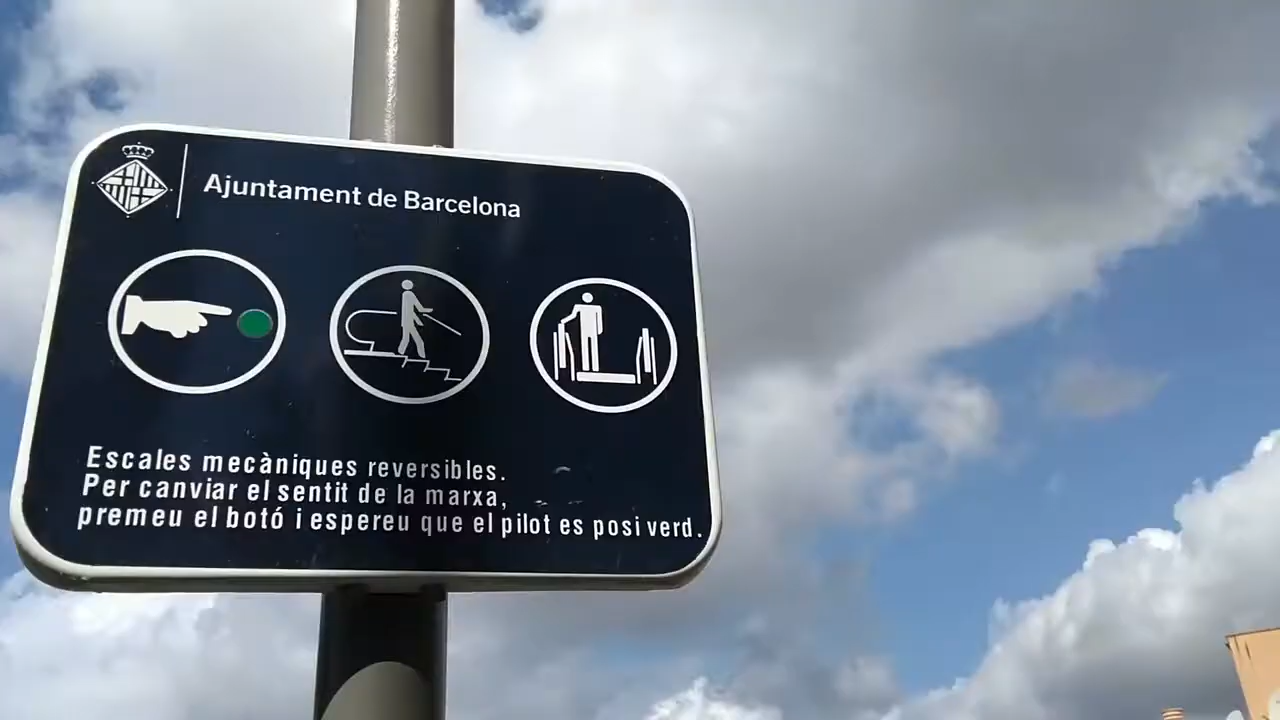 Ajuntament de Barcelona
Escales mecàniques reversibles.
Per canviar el sentit de la marxa,
premeu el botó i espereu que el pilot es posi verd.